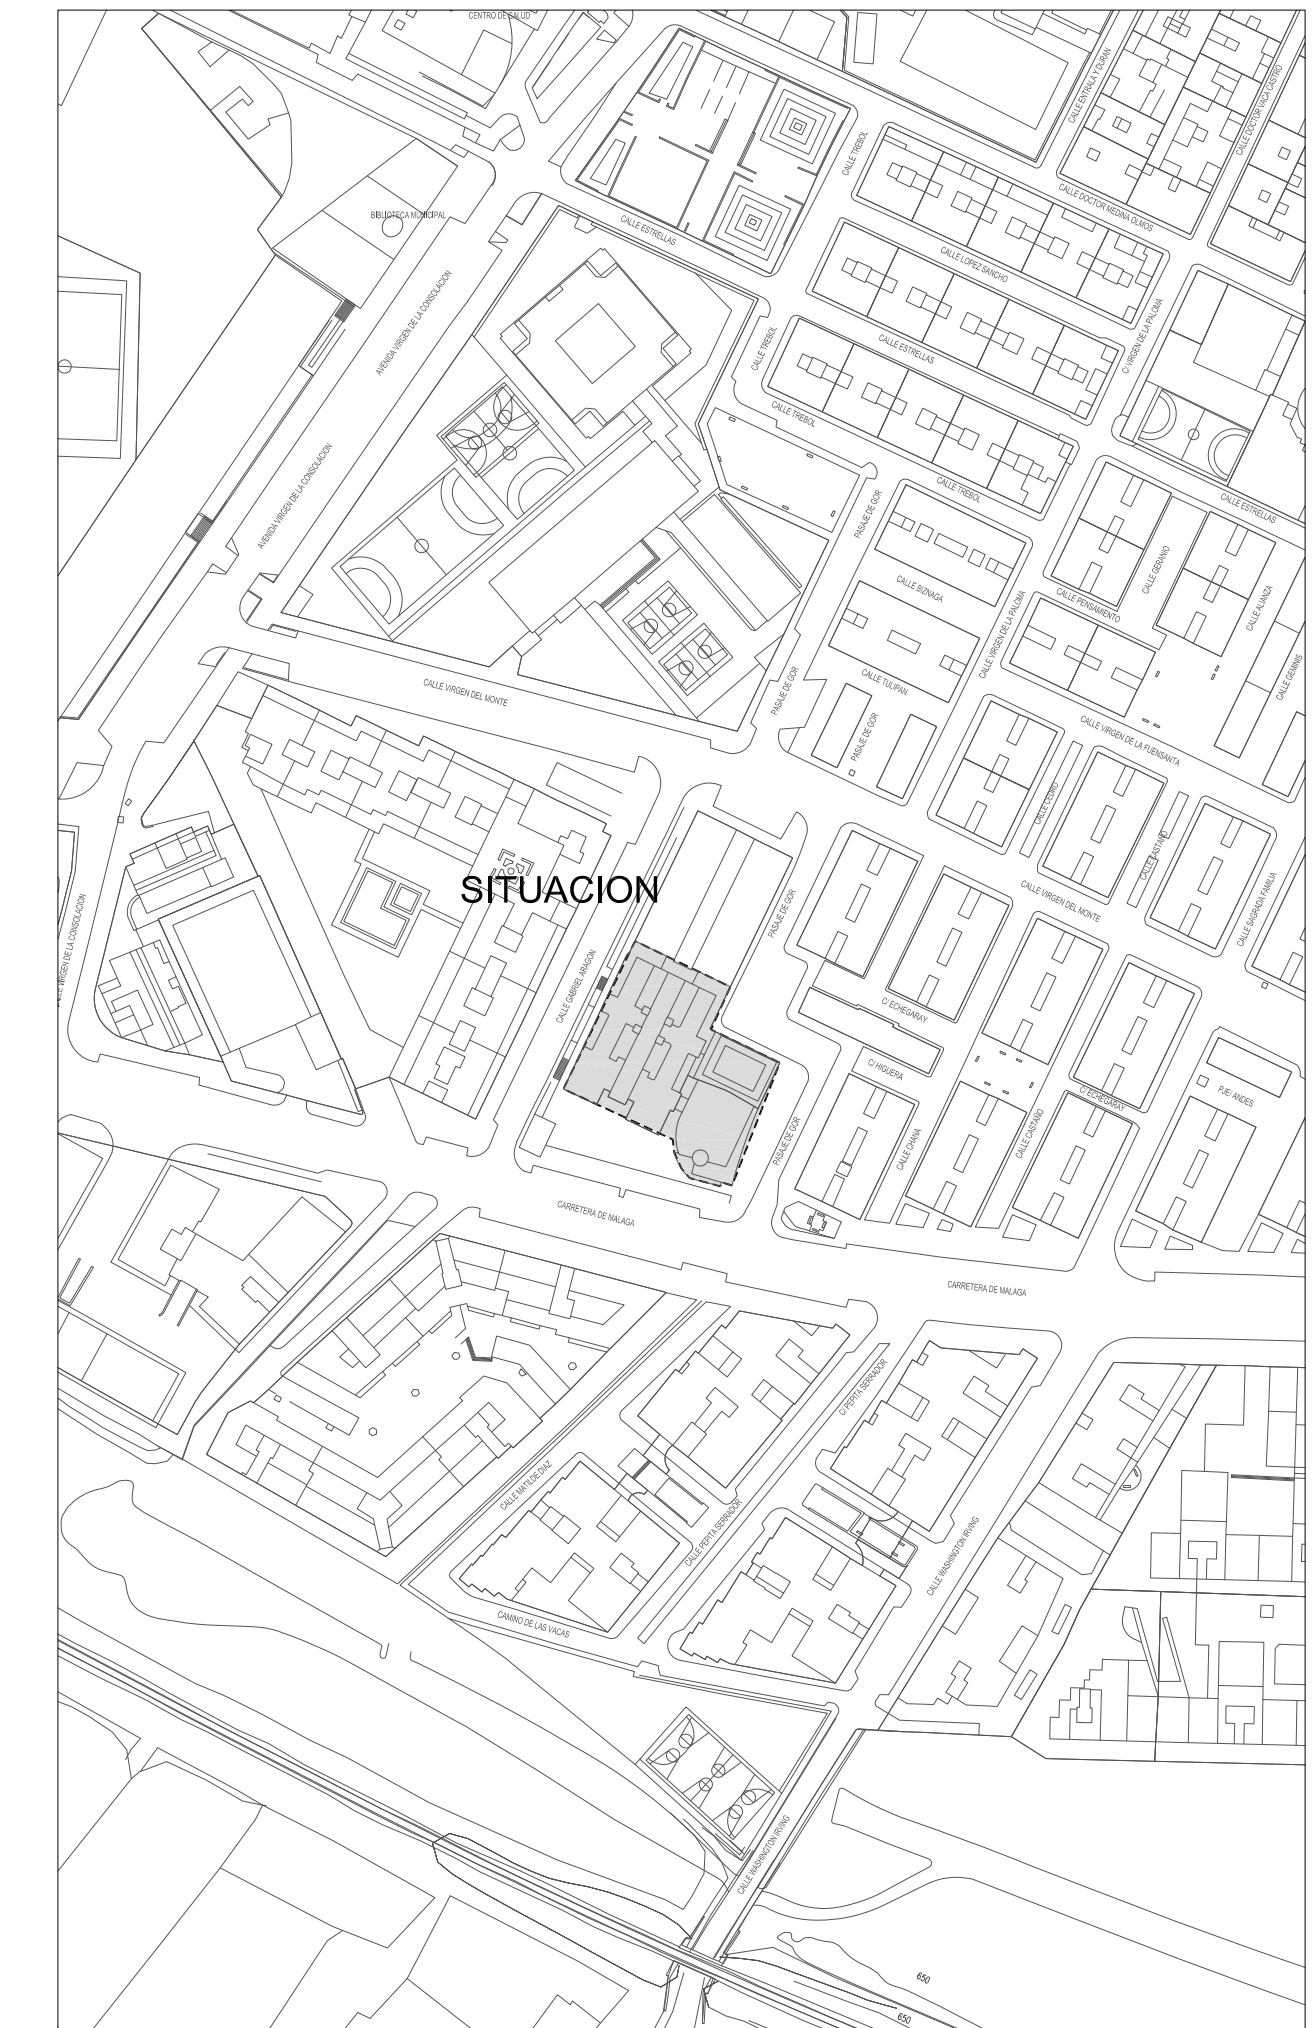 CENTRO DE SALUD
CALLE ENTRALA Y DURAN
CALLE DOCTOR VACA CASTRO
CALLE TREBOL
CALLE DOCTOR MEDINA OLMOS
BIBLIOTECA MUNICIPAL
CALLE ESTRELLAS
CALLE LOPEZ SANCHO
AVENIDA VIRGEN DE LA CONSOLACION
C/ VIRGEN DE LA PALOMA
CALLE TREBOL
CALLE ESTRELLAS
CALLE TREBOL
AVENIDA VIRGEN DE LA CONSOLACION
CALLE TREBOL
PASAJE DE GOR
CALLE ESTRELLAS
CALLE GERANIO
CALLE BIZNAGA
CALLE PENSAMIENTO
CALLE ALIANZA
CALLE VIRGEN DE LA PALOMA
CALLE GEMINIS
CALLE TULIPAN
CALLE VIRGEN DEL MONTE
PASAJE DE GOR
PASAJE DE GOR
CALLE VIRGEN DE LA FUENSANTA
CALLE CEDRO
CALLE CASTAÑO
SITUACION
CALLE VIRGEN DEL MONTE
CALLE SAGRADA FAMILIA
PASAJE DE GOR
VIRGEN DE LA CONSOLACION
CALLE GABRIEL ARAGON
C/ ECHEGARAY
C/ HIGUERA
C/ ECHEGARAY
PJE/ ANDES
PASAJE DE GOR
CALLE CHANA
CALLE CASTAÑO
CARRETERA DE MALAGA
CARRETERA DE MALAGA
C/ PEPITA SERRADOR
CALLE MATILDE DIAZ
CALLE PEPITA SERRADOR
CALLE WASHINGTON IRVING
CAMINO DE LAS VACAS
CALLE WASHINGTON IRVING
650
650